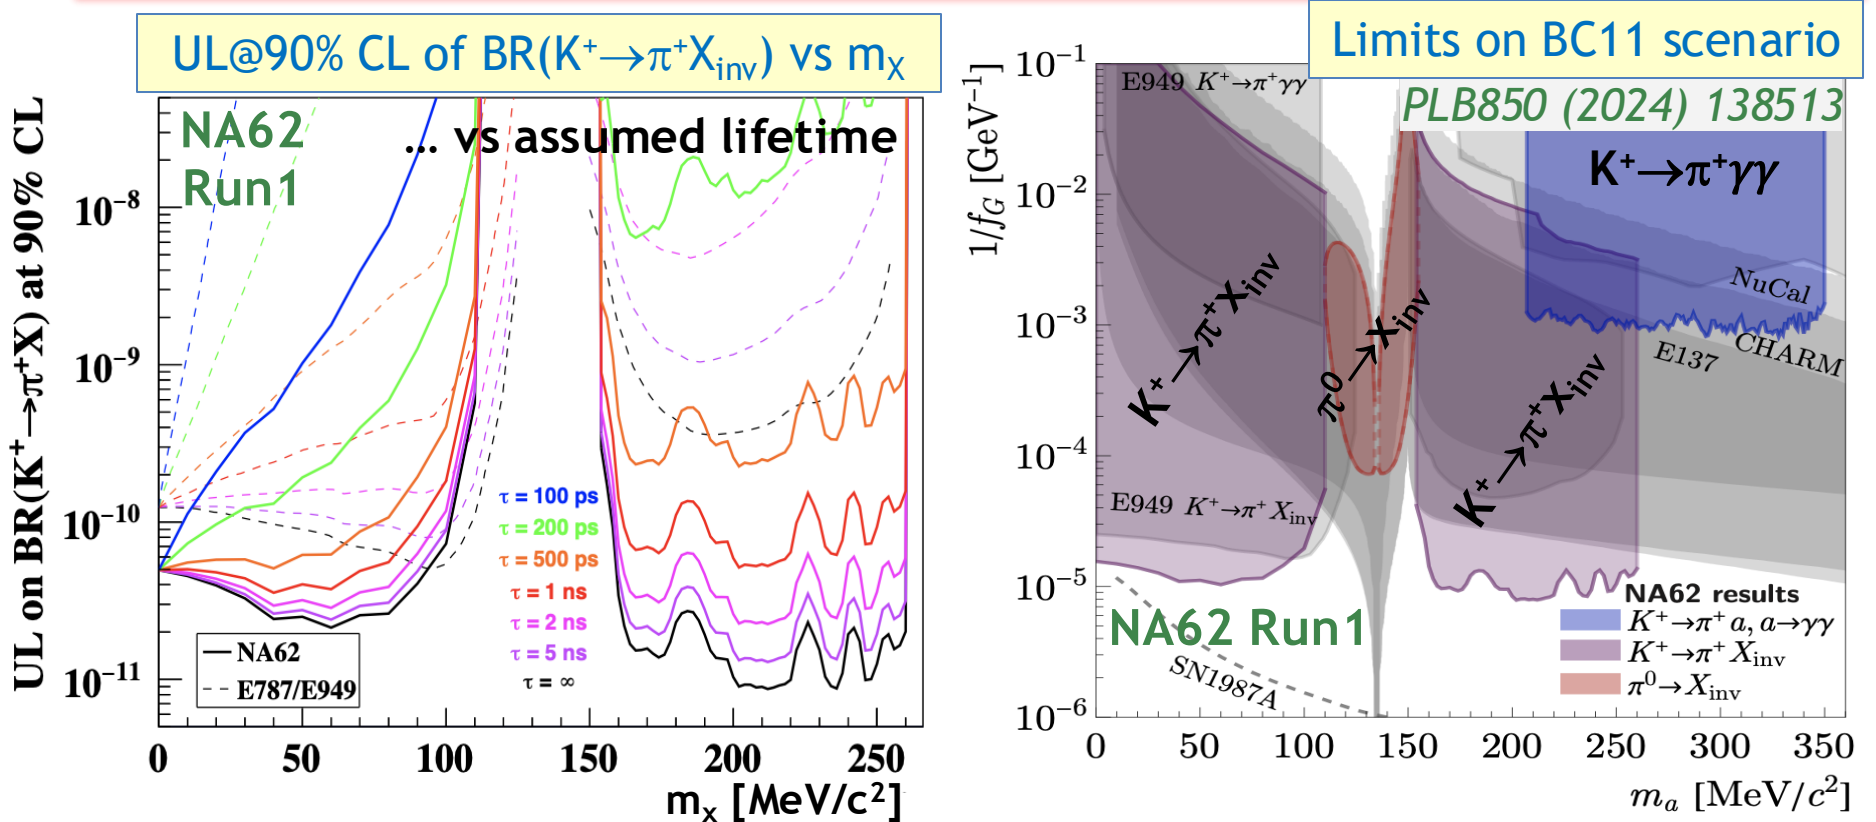 UL@90% CL of BR(K⁺→π⁺X_inv) vs m_X
NA62
Run1
... vs assumed lifetime
UL on BR(K⁺→π⁺X) at 90% CL
10⁻⁸
10⁻⁹
10⁻¹⁰
10⁻¹¹
τ = 100 ps
τ = 200 ps
τ = 500 ps
τ = 1 ns
τ = 2 ns
τ = 5 ns
τ = ∞
NA62
E787/E949
0 50 100 150 200 250
m_x [MeV/c²]
Limits on BC11 scenario
PLB850 (2024) 138513
1/f_G [GeV⁻¹]
10⁻¹
10⁻²
10⁻³
10⁻⁴
10⁻⁵
10⁻⁶
E949 K⁺→π⁺γγ
K⁺→π⁺γγ
K⁺→π⁺X_inv
π⁰→X_inv
K⁺→π⁺X_inv
NuCal
CHARM
E137
E949 K⁺→π⁺X_inv
NA62 Run1
SN1987A
NA62 results
K⁺→π⁺a, a→γγ
K⁺→π⁺X_inv
π⁰→X_inv
0 50 100 150 200 250 300 350
m_a [MeV/c²]